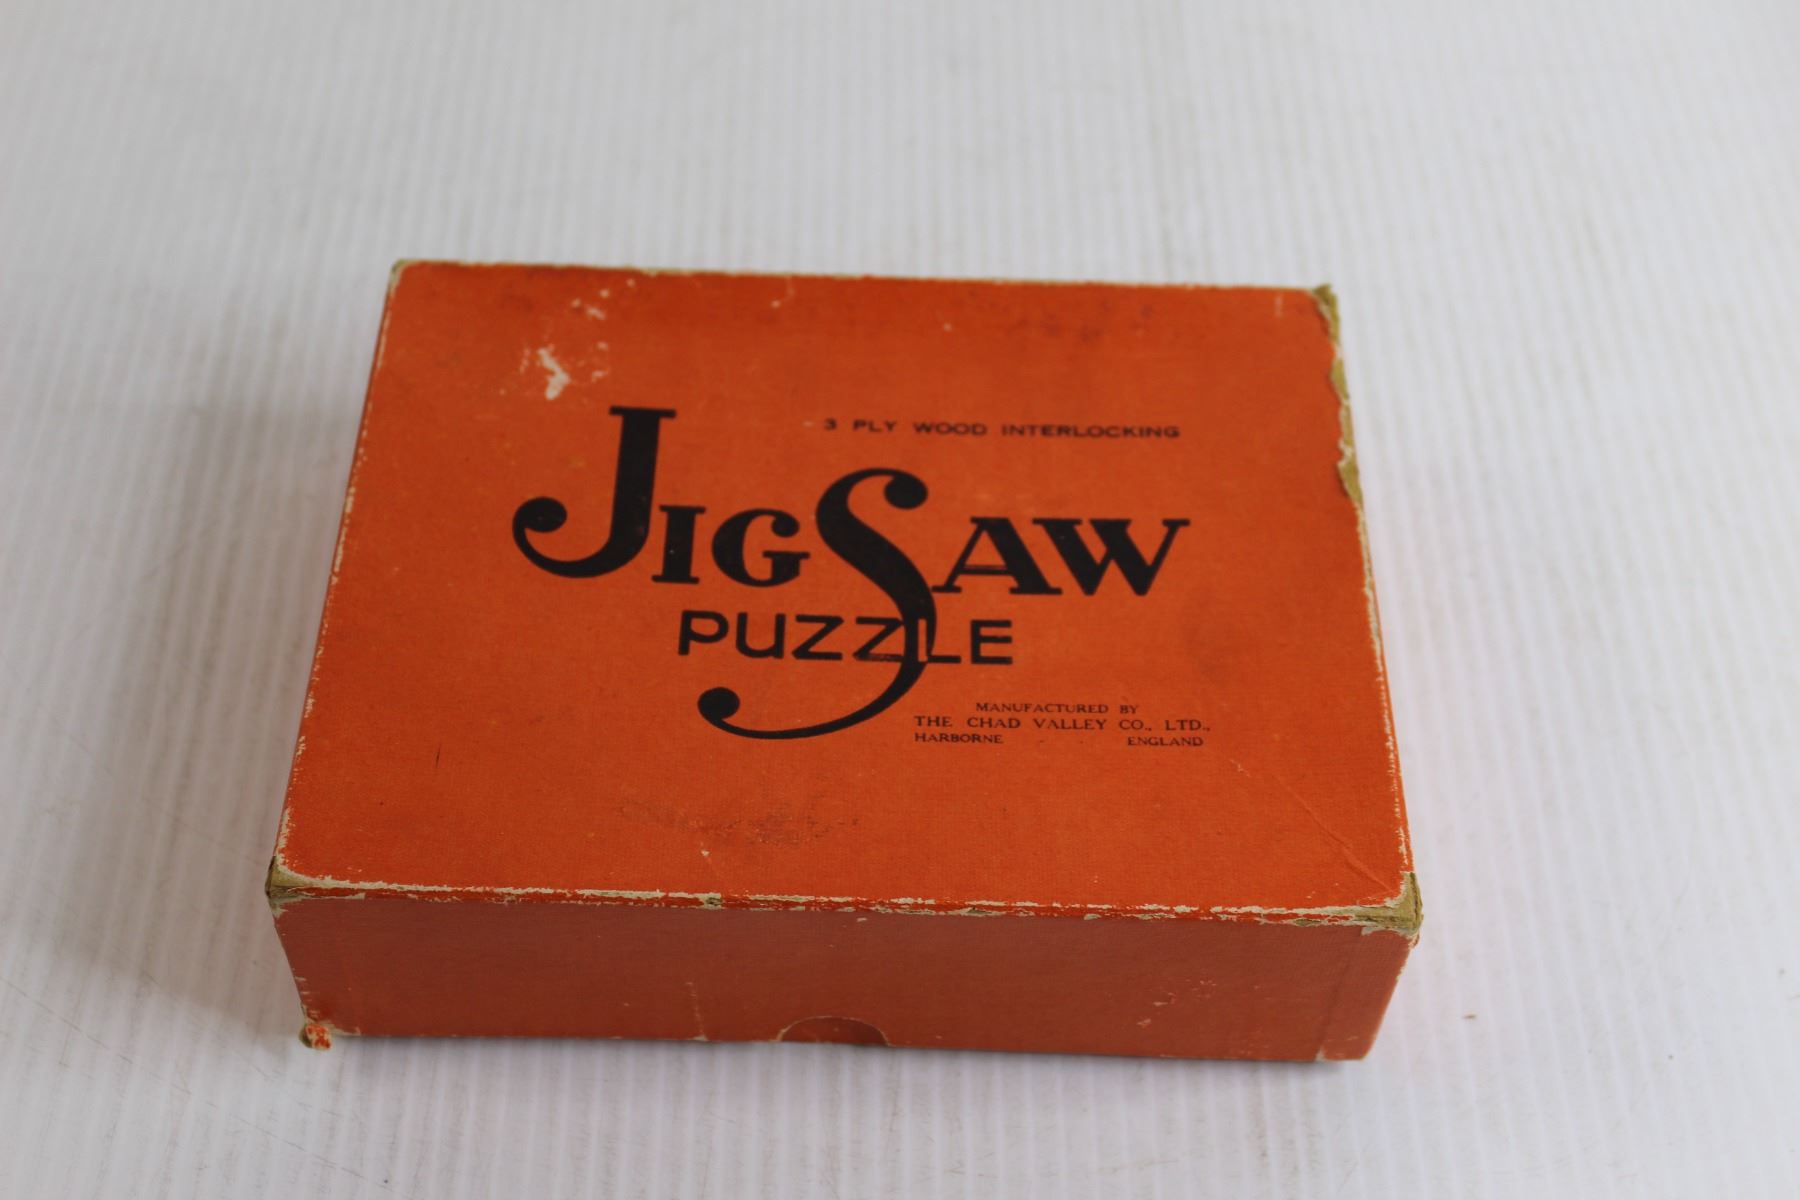 3 PLY WOOD INTERLOCKING
JIGSAW
PUZZLE
MANUFACTURED BY
THE CHAD VALLEY CO., LTD.,
HARBORNE ENGLAND